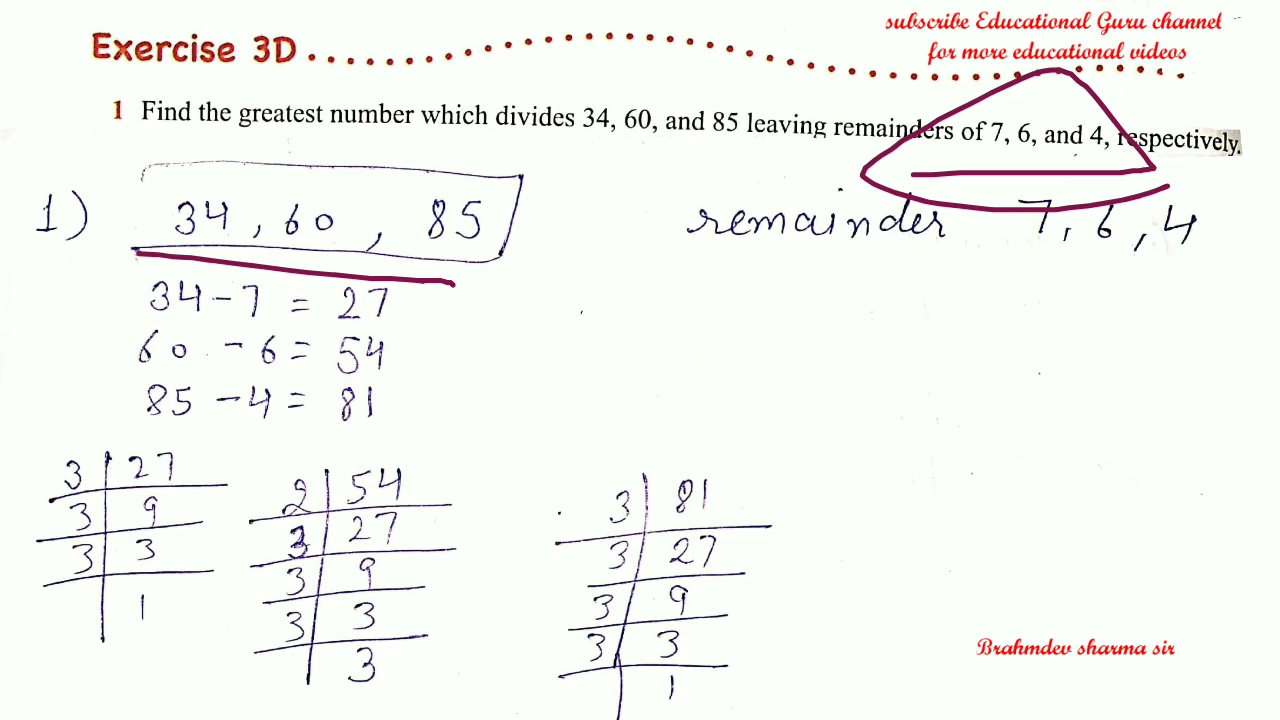 subscribe Educational Guru channel
for more educational videos
Exercise 3D
1 Find the greatest number which divides 34, 60, and 85 leaving remainders of 7, 6, and 4, respectively.
1) 34, 60, 85 remainder 7, 6, 4
34 - 7 = 27
60 - 6 = 54
85 - 4 = 81
3 | 27
3 | 9
3 | 3
| 1
2 | 54
3 | 27
3 | 9
3 | 3
| 3
3 | 81
3 | 27
3 | 9
3 | 3
| 1
Brahmdev sharma sir